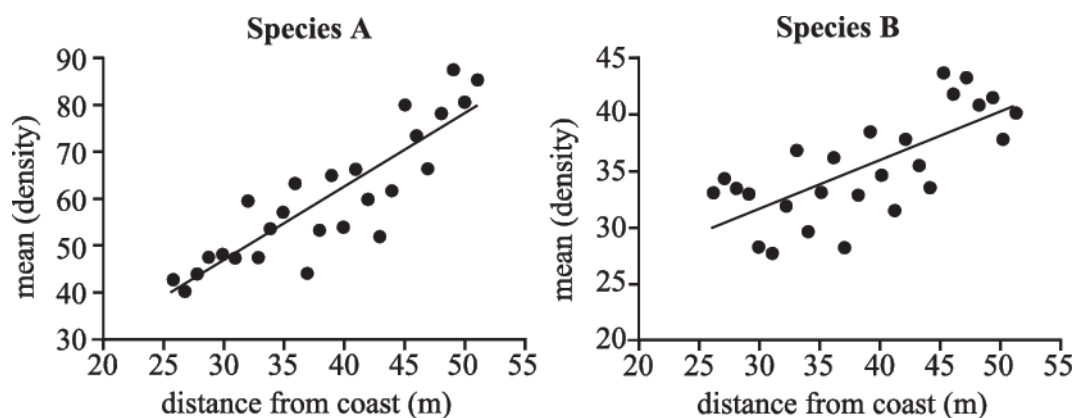 Species A
90
80
70
60
50
40
30
mean (density)
20 25 30 35 40 45 50 55
distance from coast (m)
Species B
45
40
35
30
25
20
mean (density)
20 25 30 35 40 45 50 55
distance from coast (m)